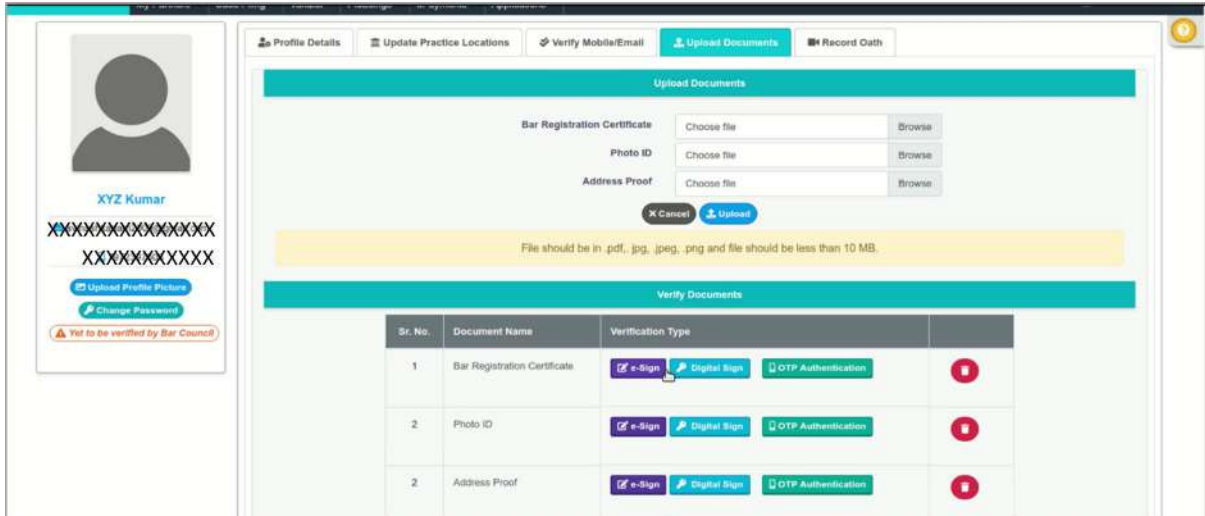 Profile Details Update Practice Locations Verify Mobile/Email Upload Documents Record Oath
Upload Documents
Bar Registration Certificate Choose file Browse
Photo ID Choose file Browse
Address Proof Choose file Browse
Cancel Upload
File should be in .pdf,. jpg, .jpeg, .png and file should be less than 10 MB.
XYZ Kumar
XXXXXXXXXXXXXXX
XXXXXXXXXXX
Upload Profile Picture
Change Password
Yet to be verified by Bar Council
Verify Documents
Sr. No. Document Name Verification Type
1 Bar Registration Certificate e-Sign Digital Sign OTP Authentication
2 Photo ID e-Sign Digital Sign OTP Authentication
2 Address Proof e-Sign Digital Sign OTP Authentication